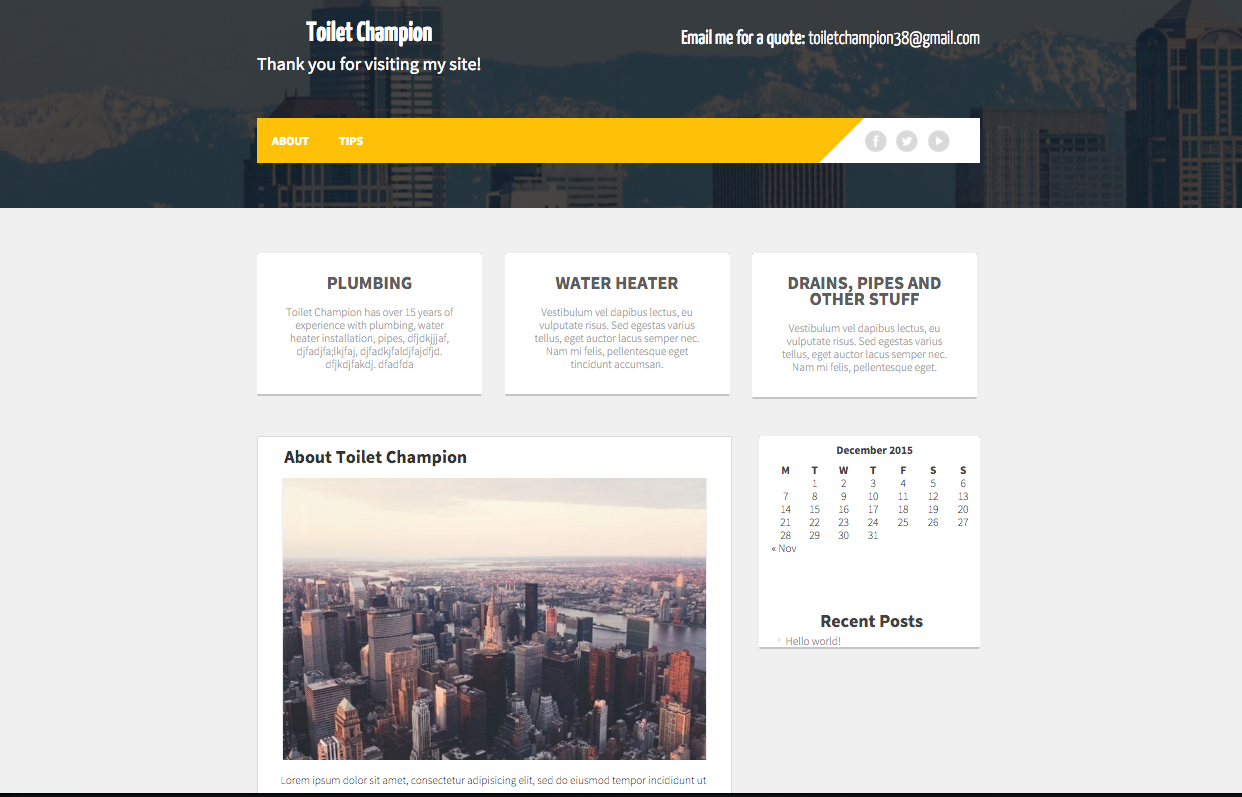 Toilet Champion
Email me for a quote: toiletchampion38@gmail.com
Thank you for visiting my site!
ABOUT TIPS
PLUMBING
Toilet Champion has over 15 years of
experience with plumbing, water
heater installation, pipes, dfjdkjjjaf,
djfadjfa;lkjfaj, djfadkjfaldjfajdfjd.
dfjkdjfakdj. dfadfda
WATER HEATER
Vestibulum vel dapibus lectus, eu
vulputate risus. Sed egestas varius
tellus, eget auctor lacus semper nec.
Nam mi felis, pellentesque eget
tincidunt accumsan.
DRAINS, PIPES AND
OTHER STUFF
Vestibulum vel dapibus lectus, eu
vulputate risus. Sed egestas varius
tellus, eget auctor lacus semper nec.
Nam mi felis, pellentesque eget.
About Toilet Champion
Lorem ipsum dolor sit amet, consectetur adipisicing elit, sed do eiusmod tempor incididunt ut
December 2015
M T W T F S S
1 2 3 4 5 6
7 8 9 10 11 12 13
14 15 16 17 18 19 20
21 22 23 24 25 26 27
28 29 30 31
« Nov
Recent Posts
Hello world!